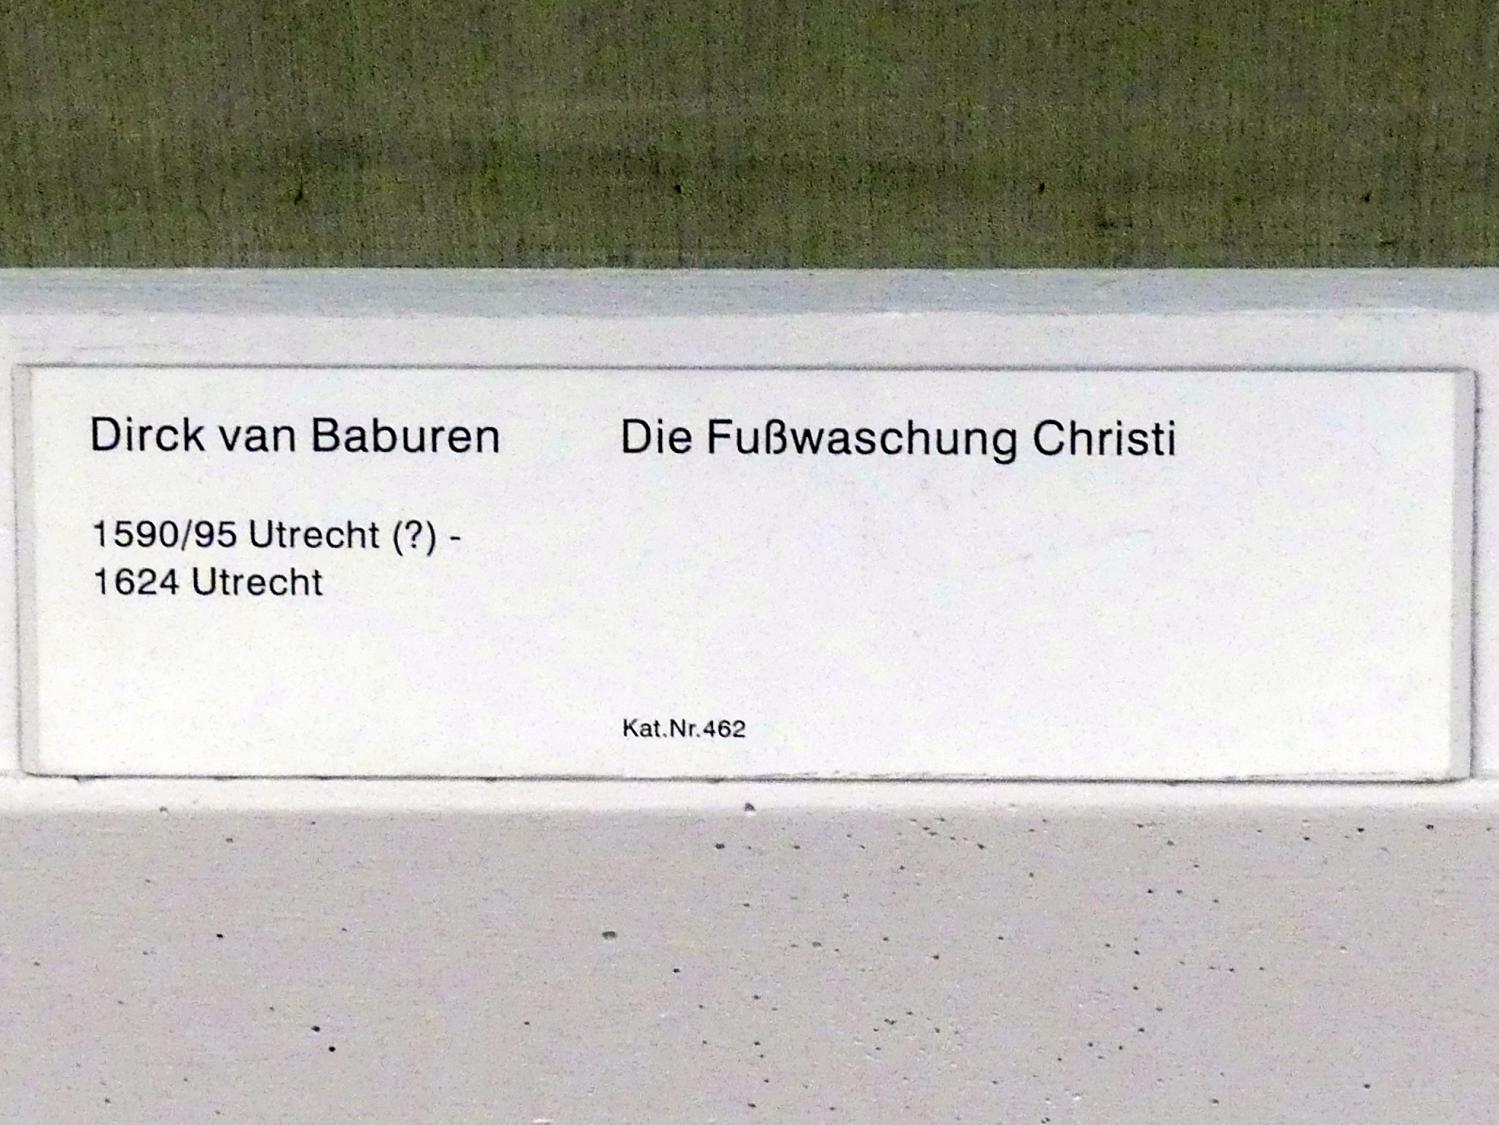 Dirck van Baburen
1590/95 Utrecht (?) -
1624 Utrecht
Die Fußwaschung Christi
Kat.Nr.462